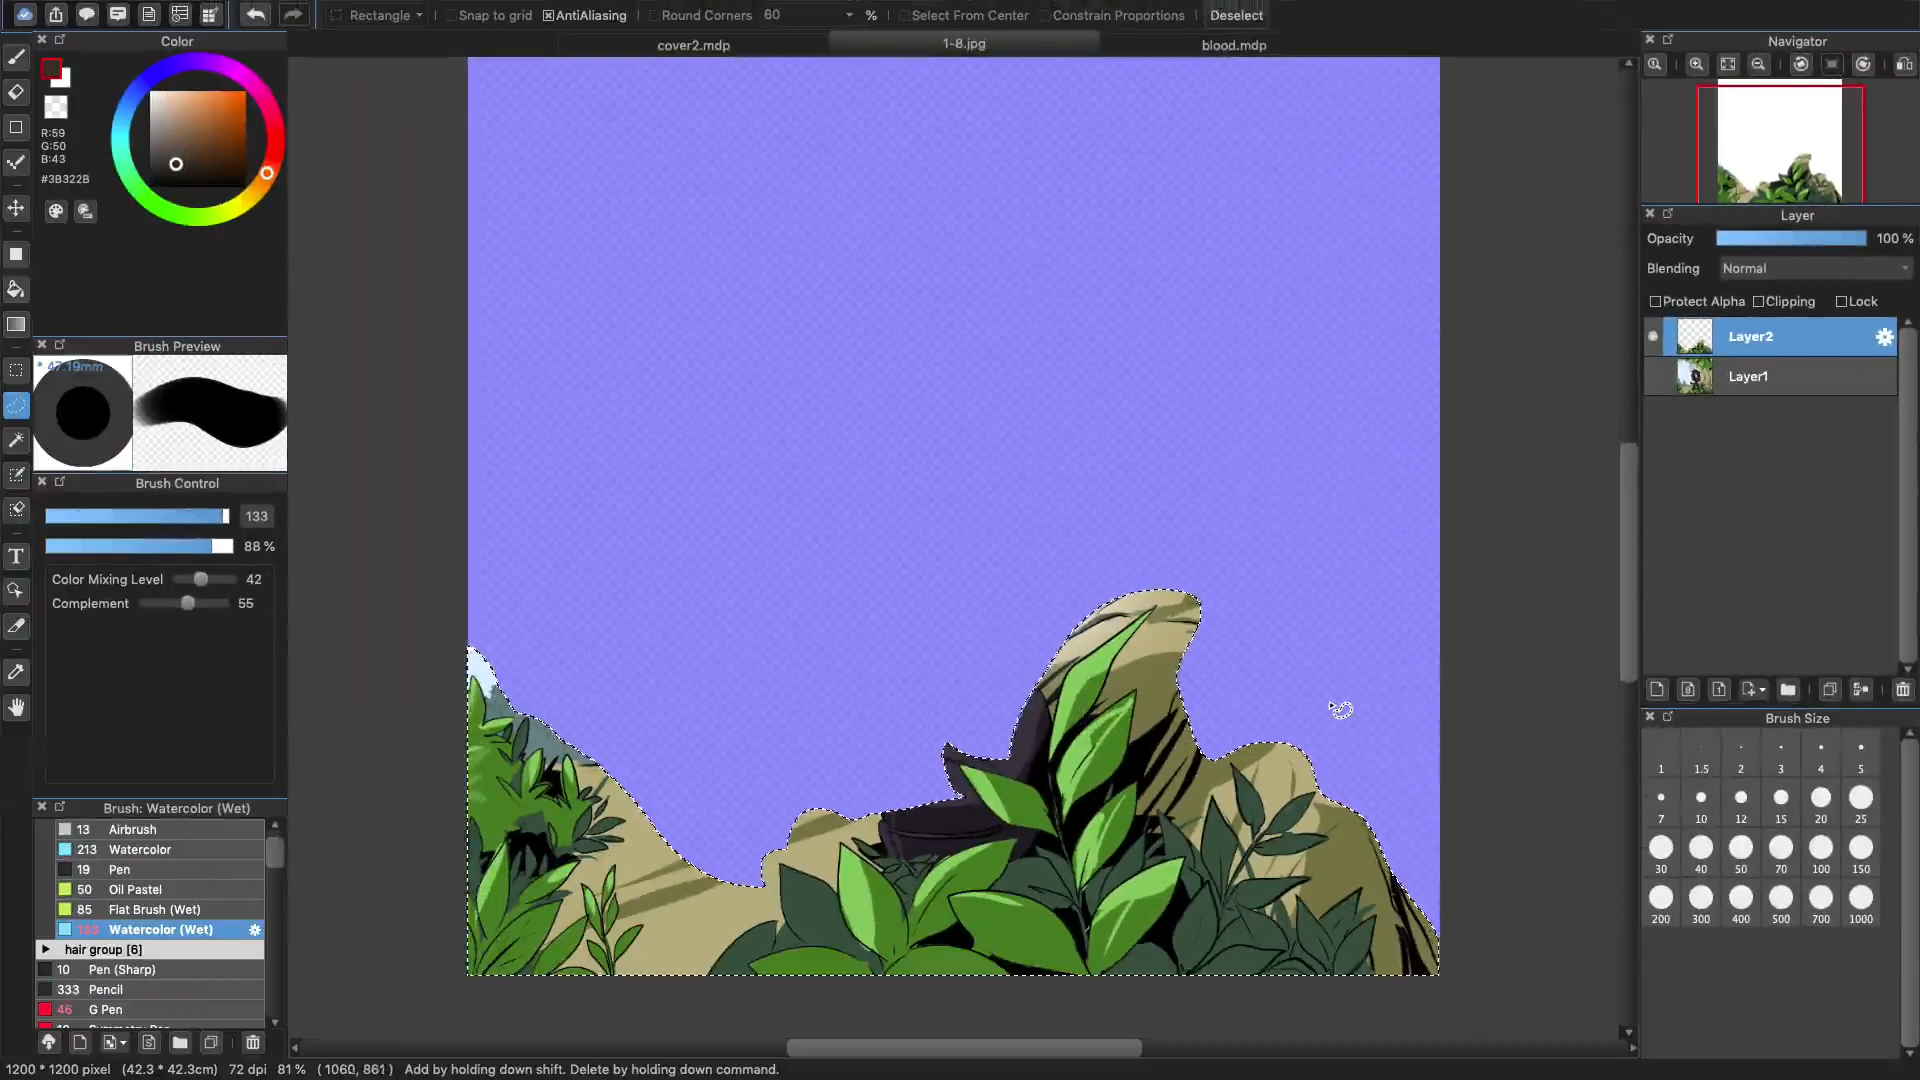 Rectangle
Snap to grid
AntiAliasing
Round Corners
60
%
Select From Center
Constrain Proportions
Deselect
cover2.mdp
1-8.jpg
blood.mdp
Color
R:59
G:50
B:43
#3B322B
Brush Preview
* 47.19mm
Brush Control
133
88 %
Color Mixing Level 42
Complement 55
Brush: Watercolor (Wet)
13 Airbrush
213 Watercolor
19 Pen
50 Oil Pastel
85 Flat Brush (Wet)
133 Watercolor (Wet)
hair group [6]
10 Pen (Sharp)
333 Pencil
46 G Pen
Navigator
Layer
Opacity 100 %
Blending Normal
Protect Alpha Clipping Lock
Layer2
Layer1
Brush Size
1 1.5 2 3 4 5
7 10 12 15 20 25
30 40 50 70 100 150
200 300 400 500 700 1000
1200 * 1200 pixel (42.3 * 42.3cm) 72 dpi 81 % ( 1060, 861 ) Add by holding down shift. Delete by holding down command.